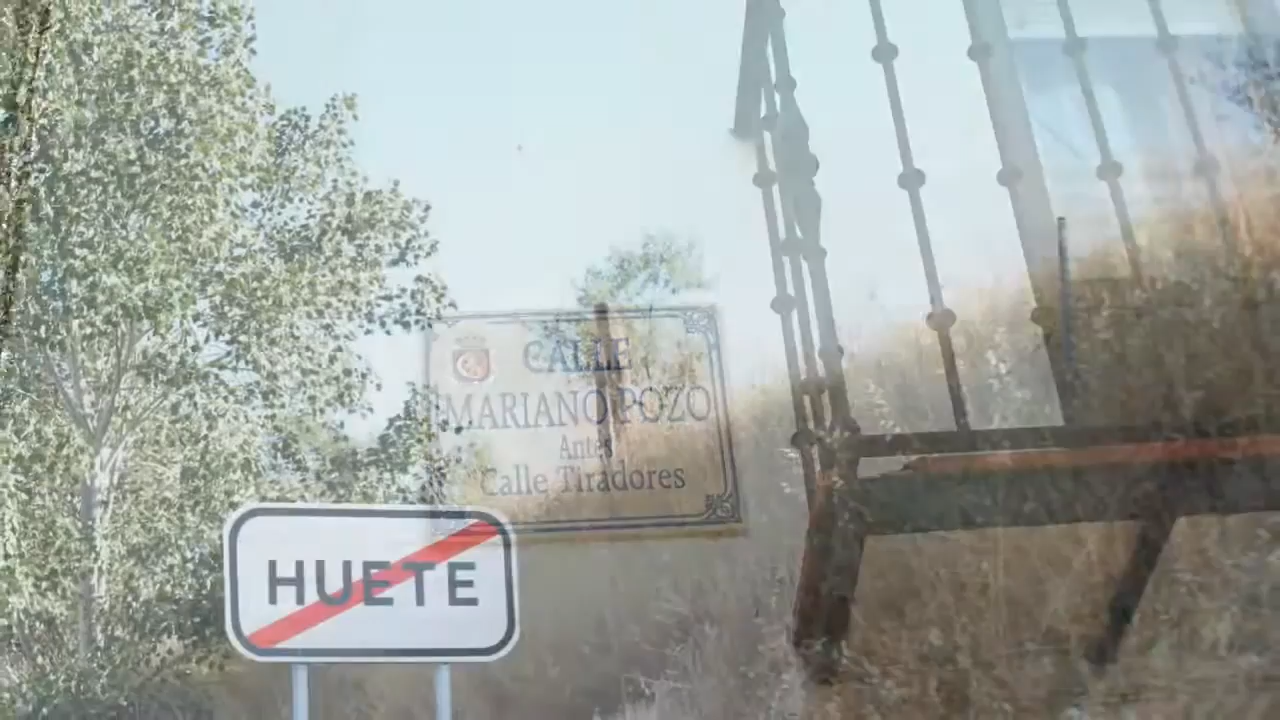 CALLE
MARIANO POZO
Antes
Calle Tiradores
HUETE